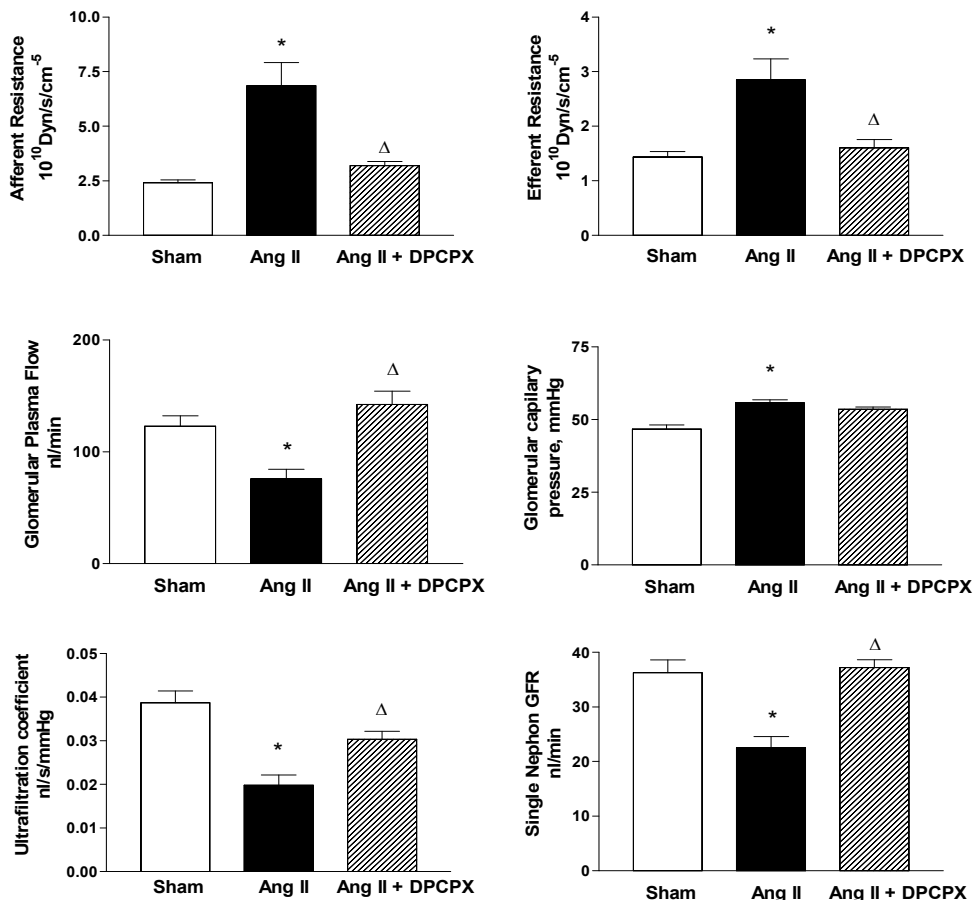 Afferent Resistance
10^10Dyn/s/cm^-5
10.0
7.5
5.0
2.5
0.0
*
Δ
Sham
Ang II
Ang II + DPCPX
Efferent Resistance
10^10Dyn/s/cm^-5
4
3
2
1
0
*
Δ
Sham
Ang II
Ang II + DPCPX
Glomerular Plasma Flow
nl/min
200
100
0
*
Δ
Sham
Ang II
Ang II + DPCPX
Glomerular capilary
pressure, mmHg
75
50
25
0
*
Sham
Ang II
Ang II + DPCPX
Ultrafiltration coefficient
nl/s/mmHg
0.05
0.04
0.03
0.02
0.01
0.00
*
Δ
Sham
Ang II
Ang II + DPCPX
Single Nephon GFR
nl/min
40
30
20
10
0
*
Δ
Sham
Ang II
Ang II + DPCPX